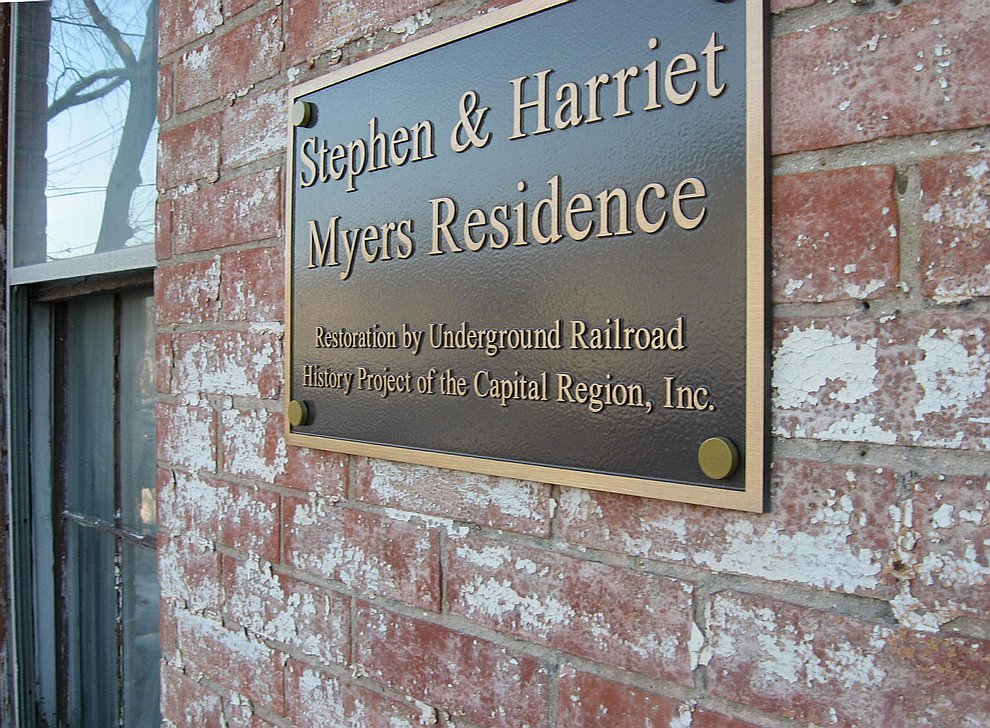 Stephen & Harriet
Myers Residence
Restoration by Underground Railroad
History Project of the Capital Region, Inc.